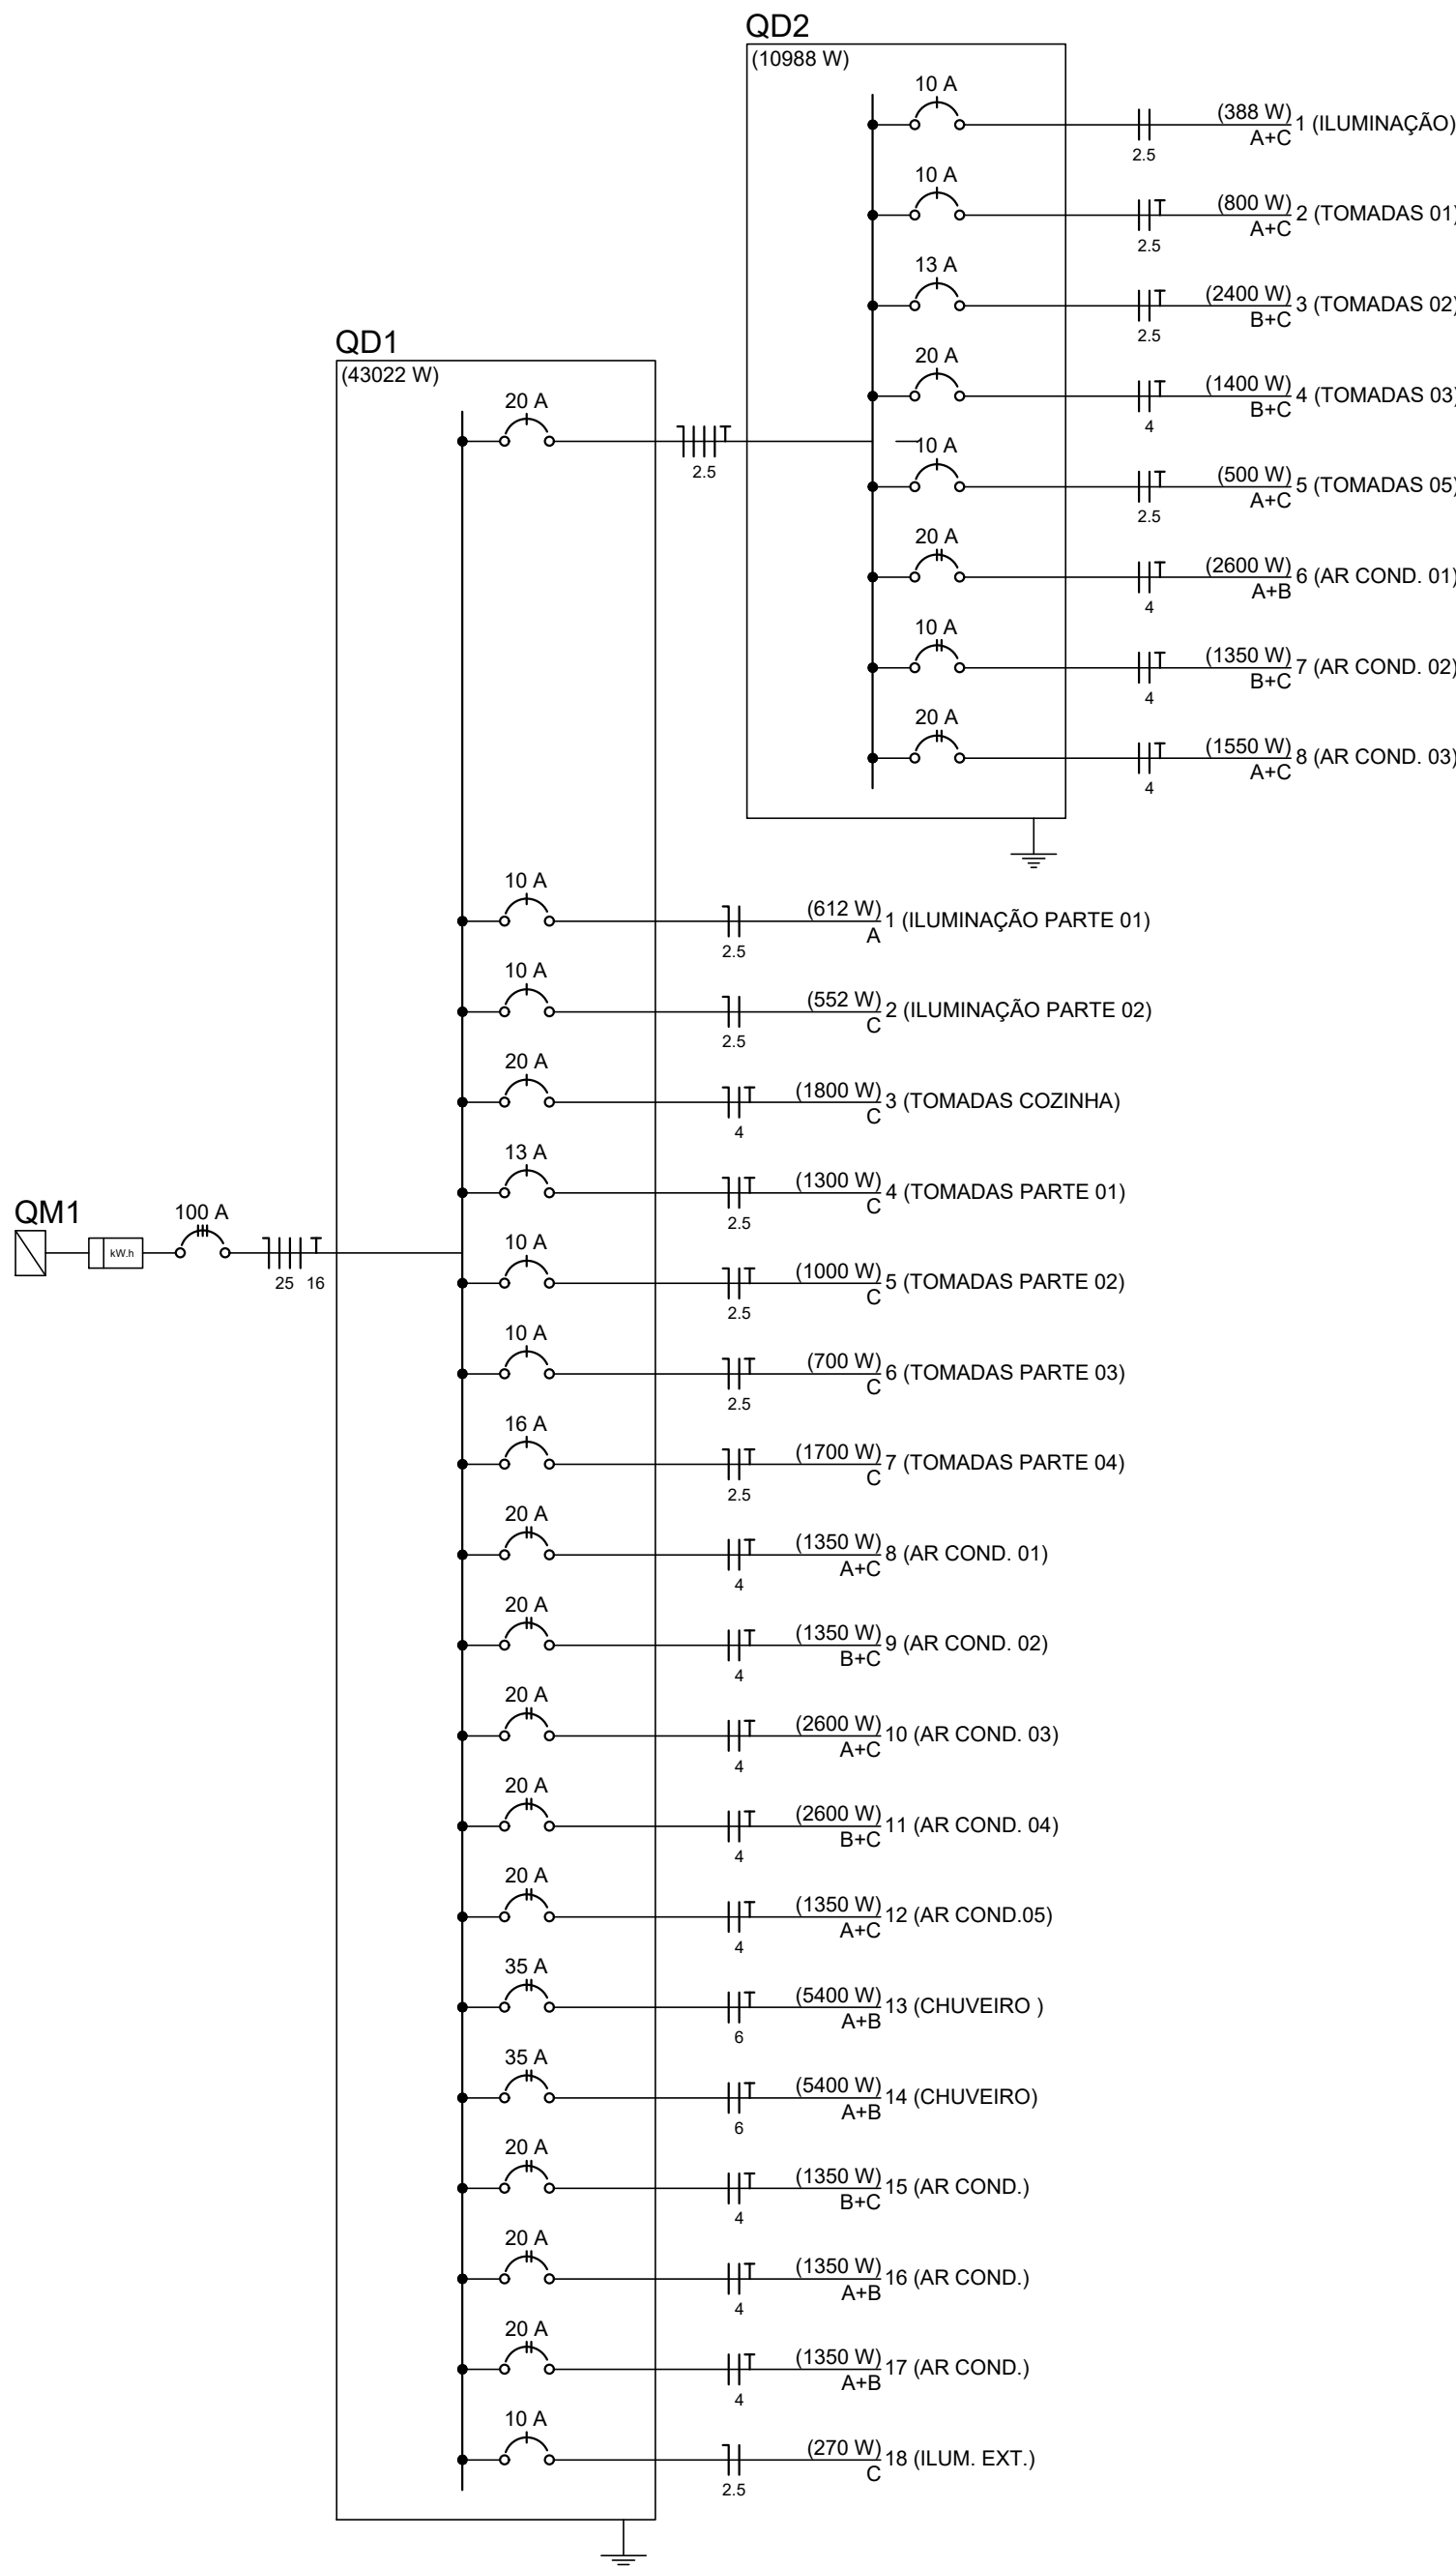 QD2
(10988 W)
10 A
(388 W)
A+C
1 (ILUMINAÇÃO)
2.5
10 A
(800 W)
A+C
2 (TOMADAS 01)
2.5
13 A
(2400 W)
B+C
3 (TOMADAS 02)
2.5
20 A
(1400 W)
B+C
4 (TOMADAS 03)
4
10 A
(500 W)
A+C
5 (TOMADAS 05)
2.5
20 A
(2600 W)
A+B
6 (AR COND. 01)
4
10 A
(1350 W)
B+C
7 (AR COND. 02)
4
20 A
(1550 W)
A+C
8 (AR COND. 03)
4
QD1
(43022 W)
20 A
2.5
10 A
(612 W)
A
1 (ILUMINAÇÃO PARTE 01)
2.5
10 A
(552 W)
C
2 (ILUMINAÇÃO PARTE 02)
2.5
20 A
(1800 W)
C
3 (TOMADAS COZINHA)
4
13 A
(1300 W)
C
4 (TOMADAS PARTE 01)
2.5
QM1
kW.h
100 A
25 16
10 A
(1000 W)
C
5 (TOMADAS PARTE 02)
2.5
10 A
(700 W)
C
6 (TOMADAS PARTE 03)
2.5
16 A
(1700 W)
C
7 (TOMADAS PARTE 04)
2.5
20 A
(1350 W)
A+C
8 (AR COND. 01)
4
20 A
(1350 W)
B+C
9 (AR COND. 02)
4
20 A
(2600 W)
A+C
10 (AR COND. 03)
4
20 A
(2600 W)
B+C
11 (AR COND. 04)
4
20 A
(1350 W)
A+C
12 (AR COND.05)
4
35 A
(5400 W)
A+B
13 (CHUVEIRO )
6
35 A
(5400 W)
A+B
14 (CHUVEIRO)
6
20 A
(1350 W)
B+C
15 (AR COND.)
4
20 A
(1350 W)
A+B
16 (AR COND.)
4
20 A
(1350 W)
A+B
17 (AR COND.)
4
10 A
(270 W)
C
18 (ILUM. EXT.)
2.5